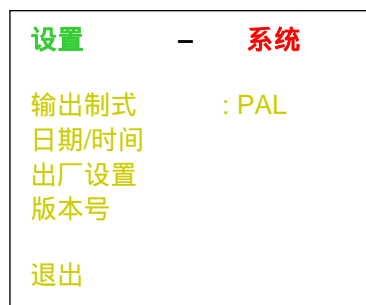 设置 – 系统
输出制式 : PAL
日期/时间
出厂设置
版本号
退出